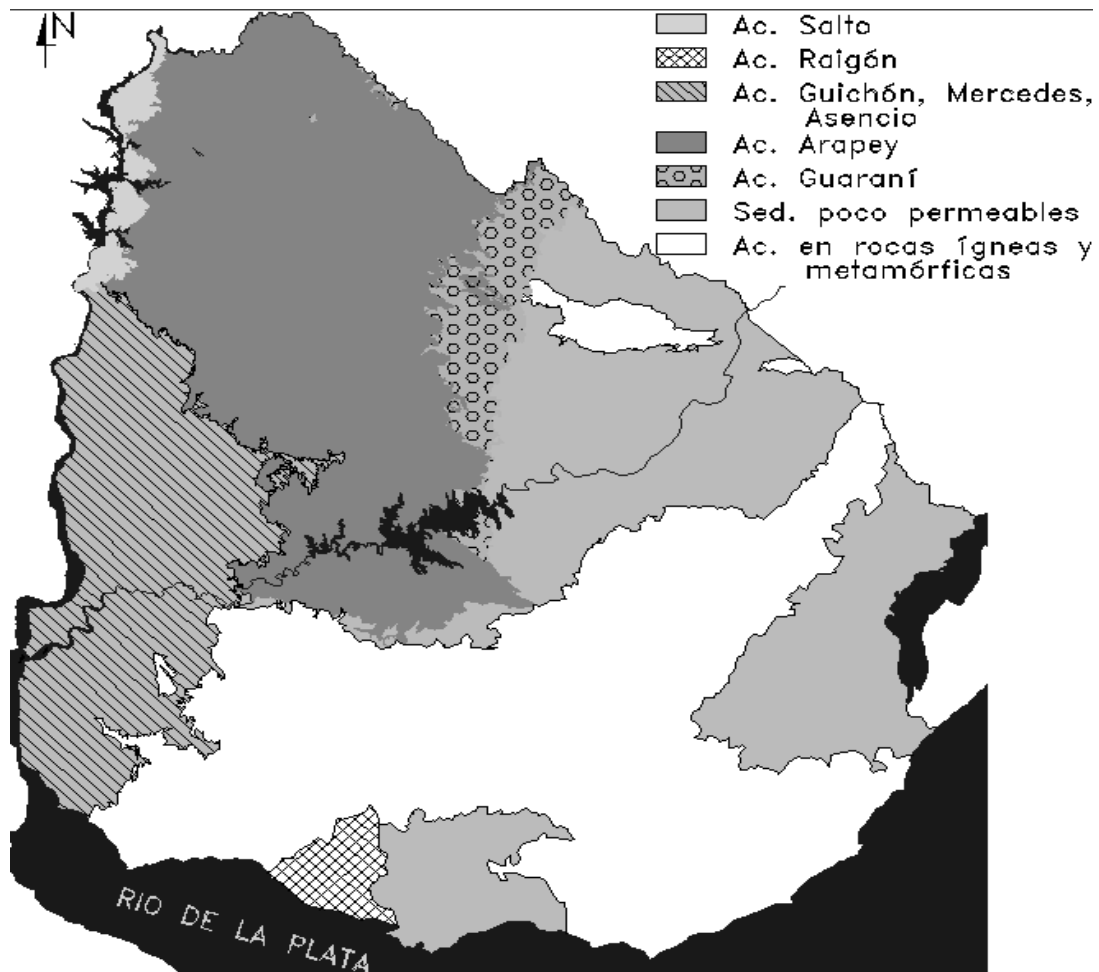 N
Ac. Salto
Ac. Raigón
Ac. Guichón, Mercedes,
Asencio
Ac. Arapey
Ac. Guaraní
Sed. poco permeables
Ac. en rocas ígneas y
metamórficas
RIO DE LA PLATA